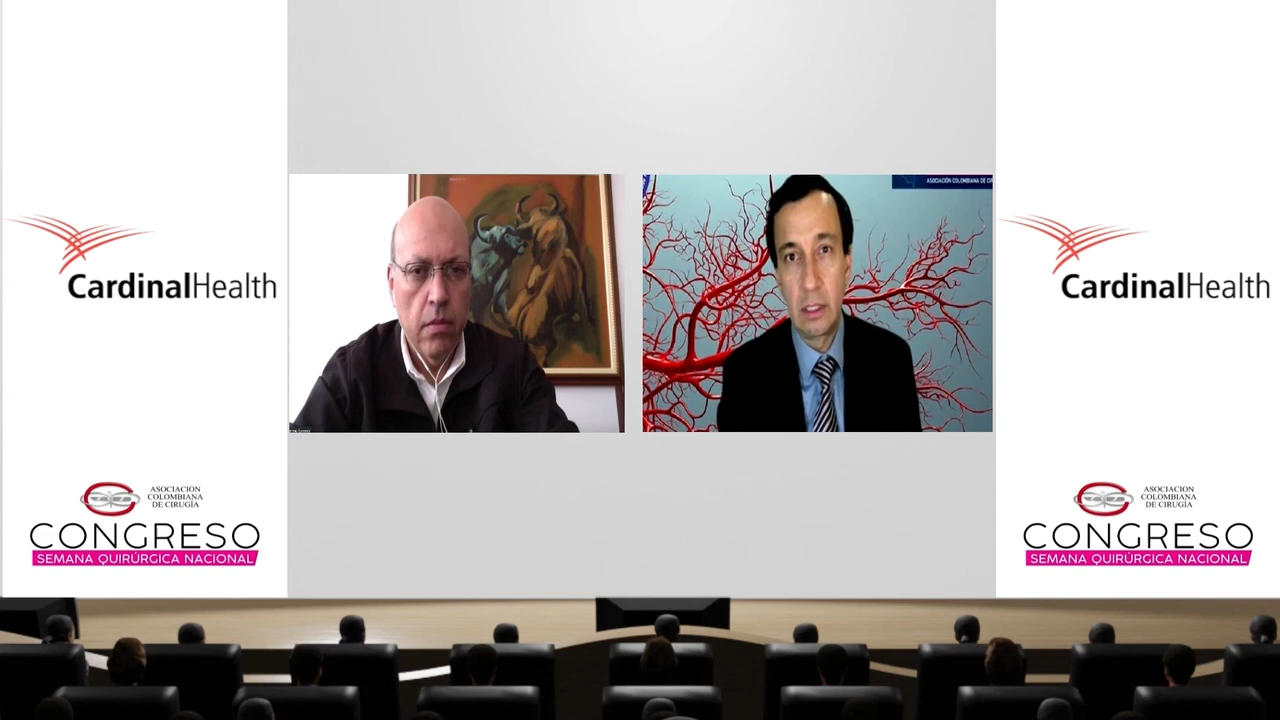 ASOCIACIÓN COLOMBIANA DE CIR
CardinalHealth
CardinalHealth
ASOCIACION
COLOMBIANA
DE CIRUGÍA
CONGRESO
SEMANA QUIRÚRGICA NACIONAL
ASOCIACION
COLOMBIANA
DE CIRUGÍA
CONGRESO
SEMANA QUIRÚRGICA NACIONAL